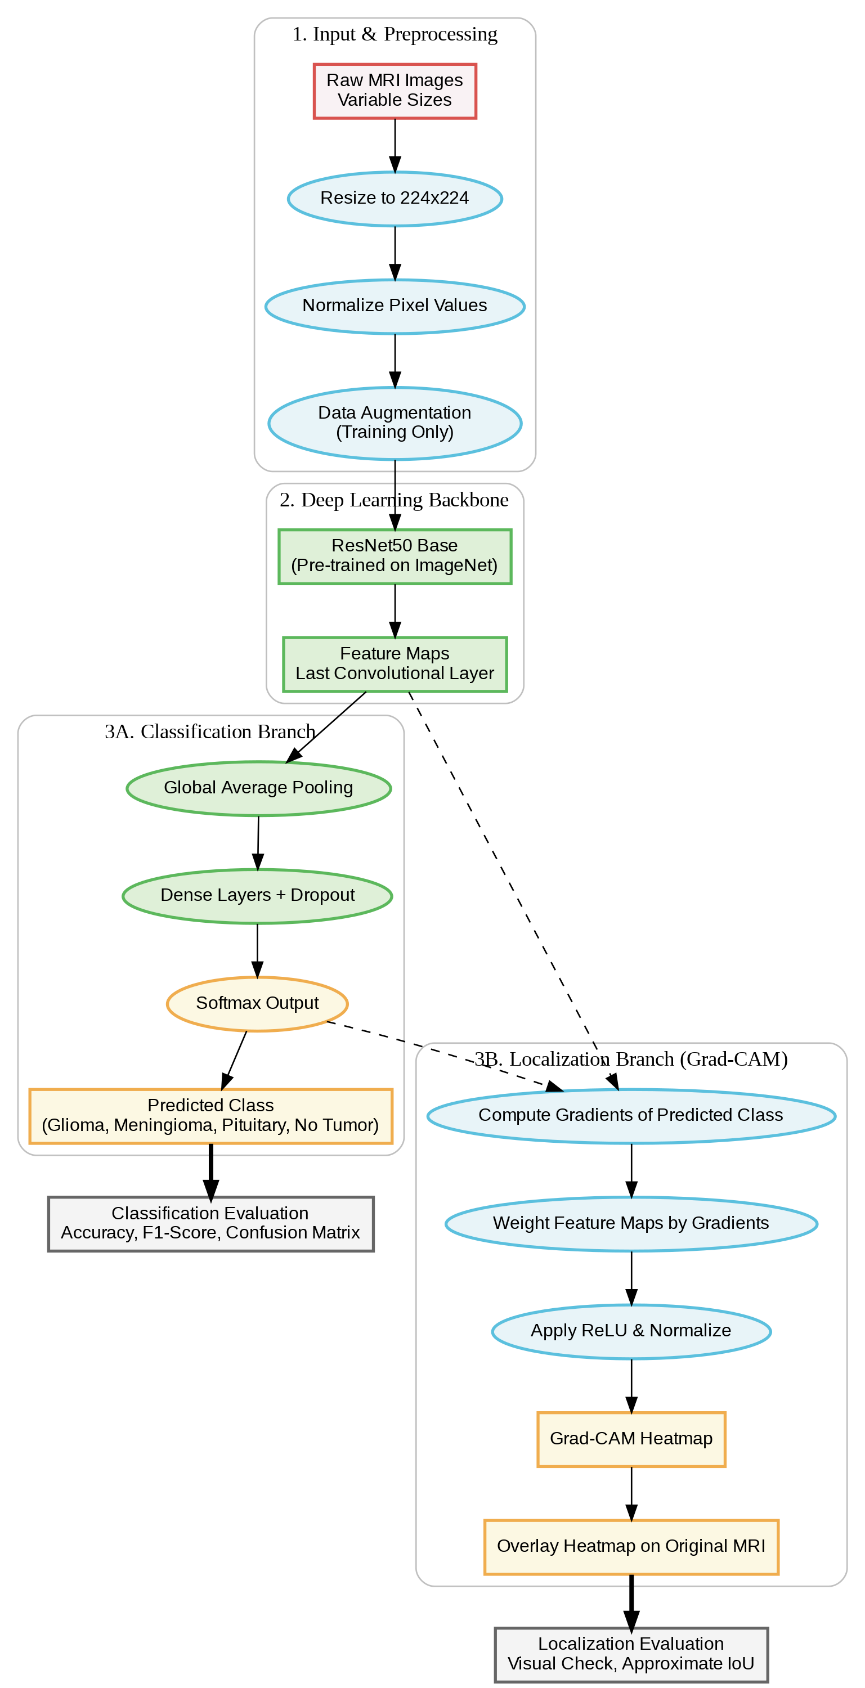 1. Input & Preprocessing
Raw MRI Images
Variable Sizes
Resize to 224x224
Normalize Pixel Values
Data Augmentation
(Training Only)
2. Deep Learning Backbone
ResNet50 Base
(Pre-trained on ImageNet)
Feature Maps
Last Convolutional Layer
3A. Classification Branch
Global Average Pooling
Dense Layers + Dropout
Softmax Output
Predicted Class
(Glioma, Meningioma, Pituitary, No Tumor)
Classification Evaluation
Accuracy, F1-Score, Confusion Matrix
3B. Localization Branch (Grad-CAM)
Compute Gradients of Predicted Class
Weight Feature Maps by Gradients
Apply ReLU & Normalize
Grad-CAM Heatmap
Overlay Heatmap on Original MRI
Localization Evaluation
Visual Check, Approximate IoU